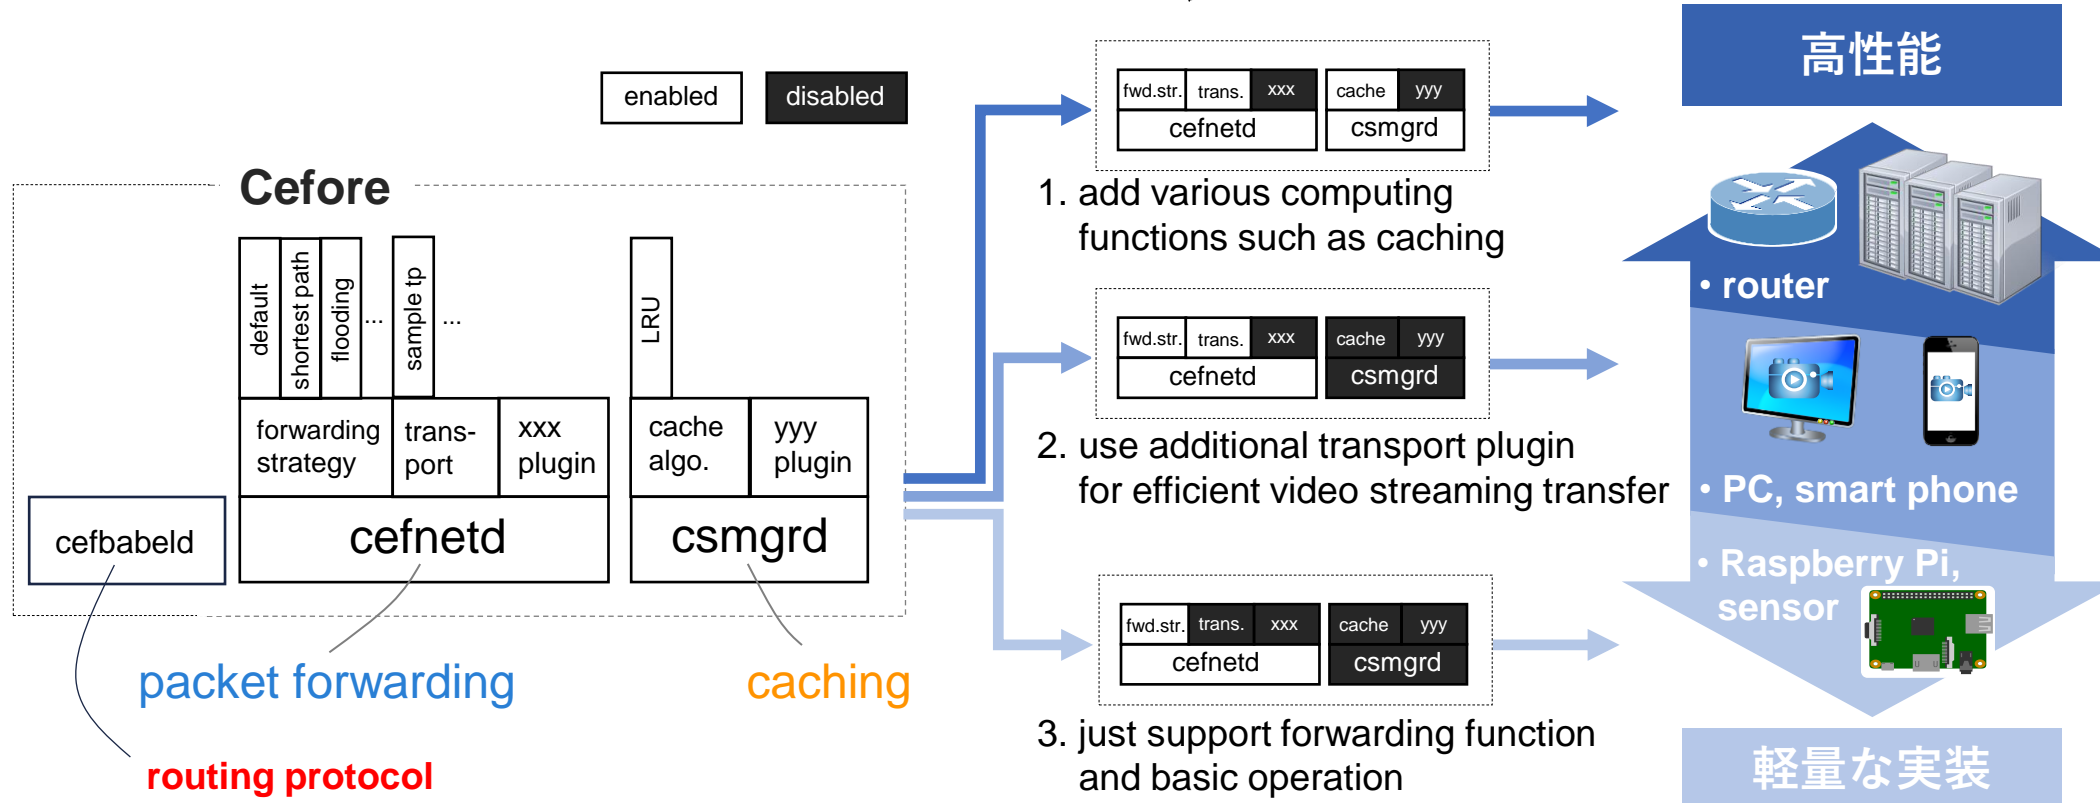 enabled
disabled
Cefore
default
shortest path
flooding
...
sample tp
...
LRU
forwarding
strategy
trans-
port
xxx
plugin
cache
algo.
yyy
plugin
cefbabeld
cefnetd
csmgrd
packet forwarding
caching
routing protocol
fwd.str. trans. xxx cache yyy
cefnetd csmgrd
1. add various computing
functions such as caching
fwd.str. trans. xxx cache yyy
cefnetd csmgrd
2. use additional transport plugin
for efficient video streaming transfer
fwd.str. trans. xxx cache yyy
cefnetd csmgrd
3. just support forwarding function
and basic operation
高性能
• router
• PC, smart phone
• Raspberry Pi,
sensor
軽量な実装